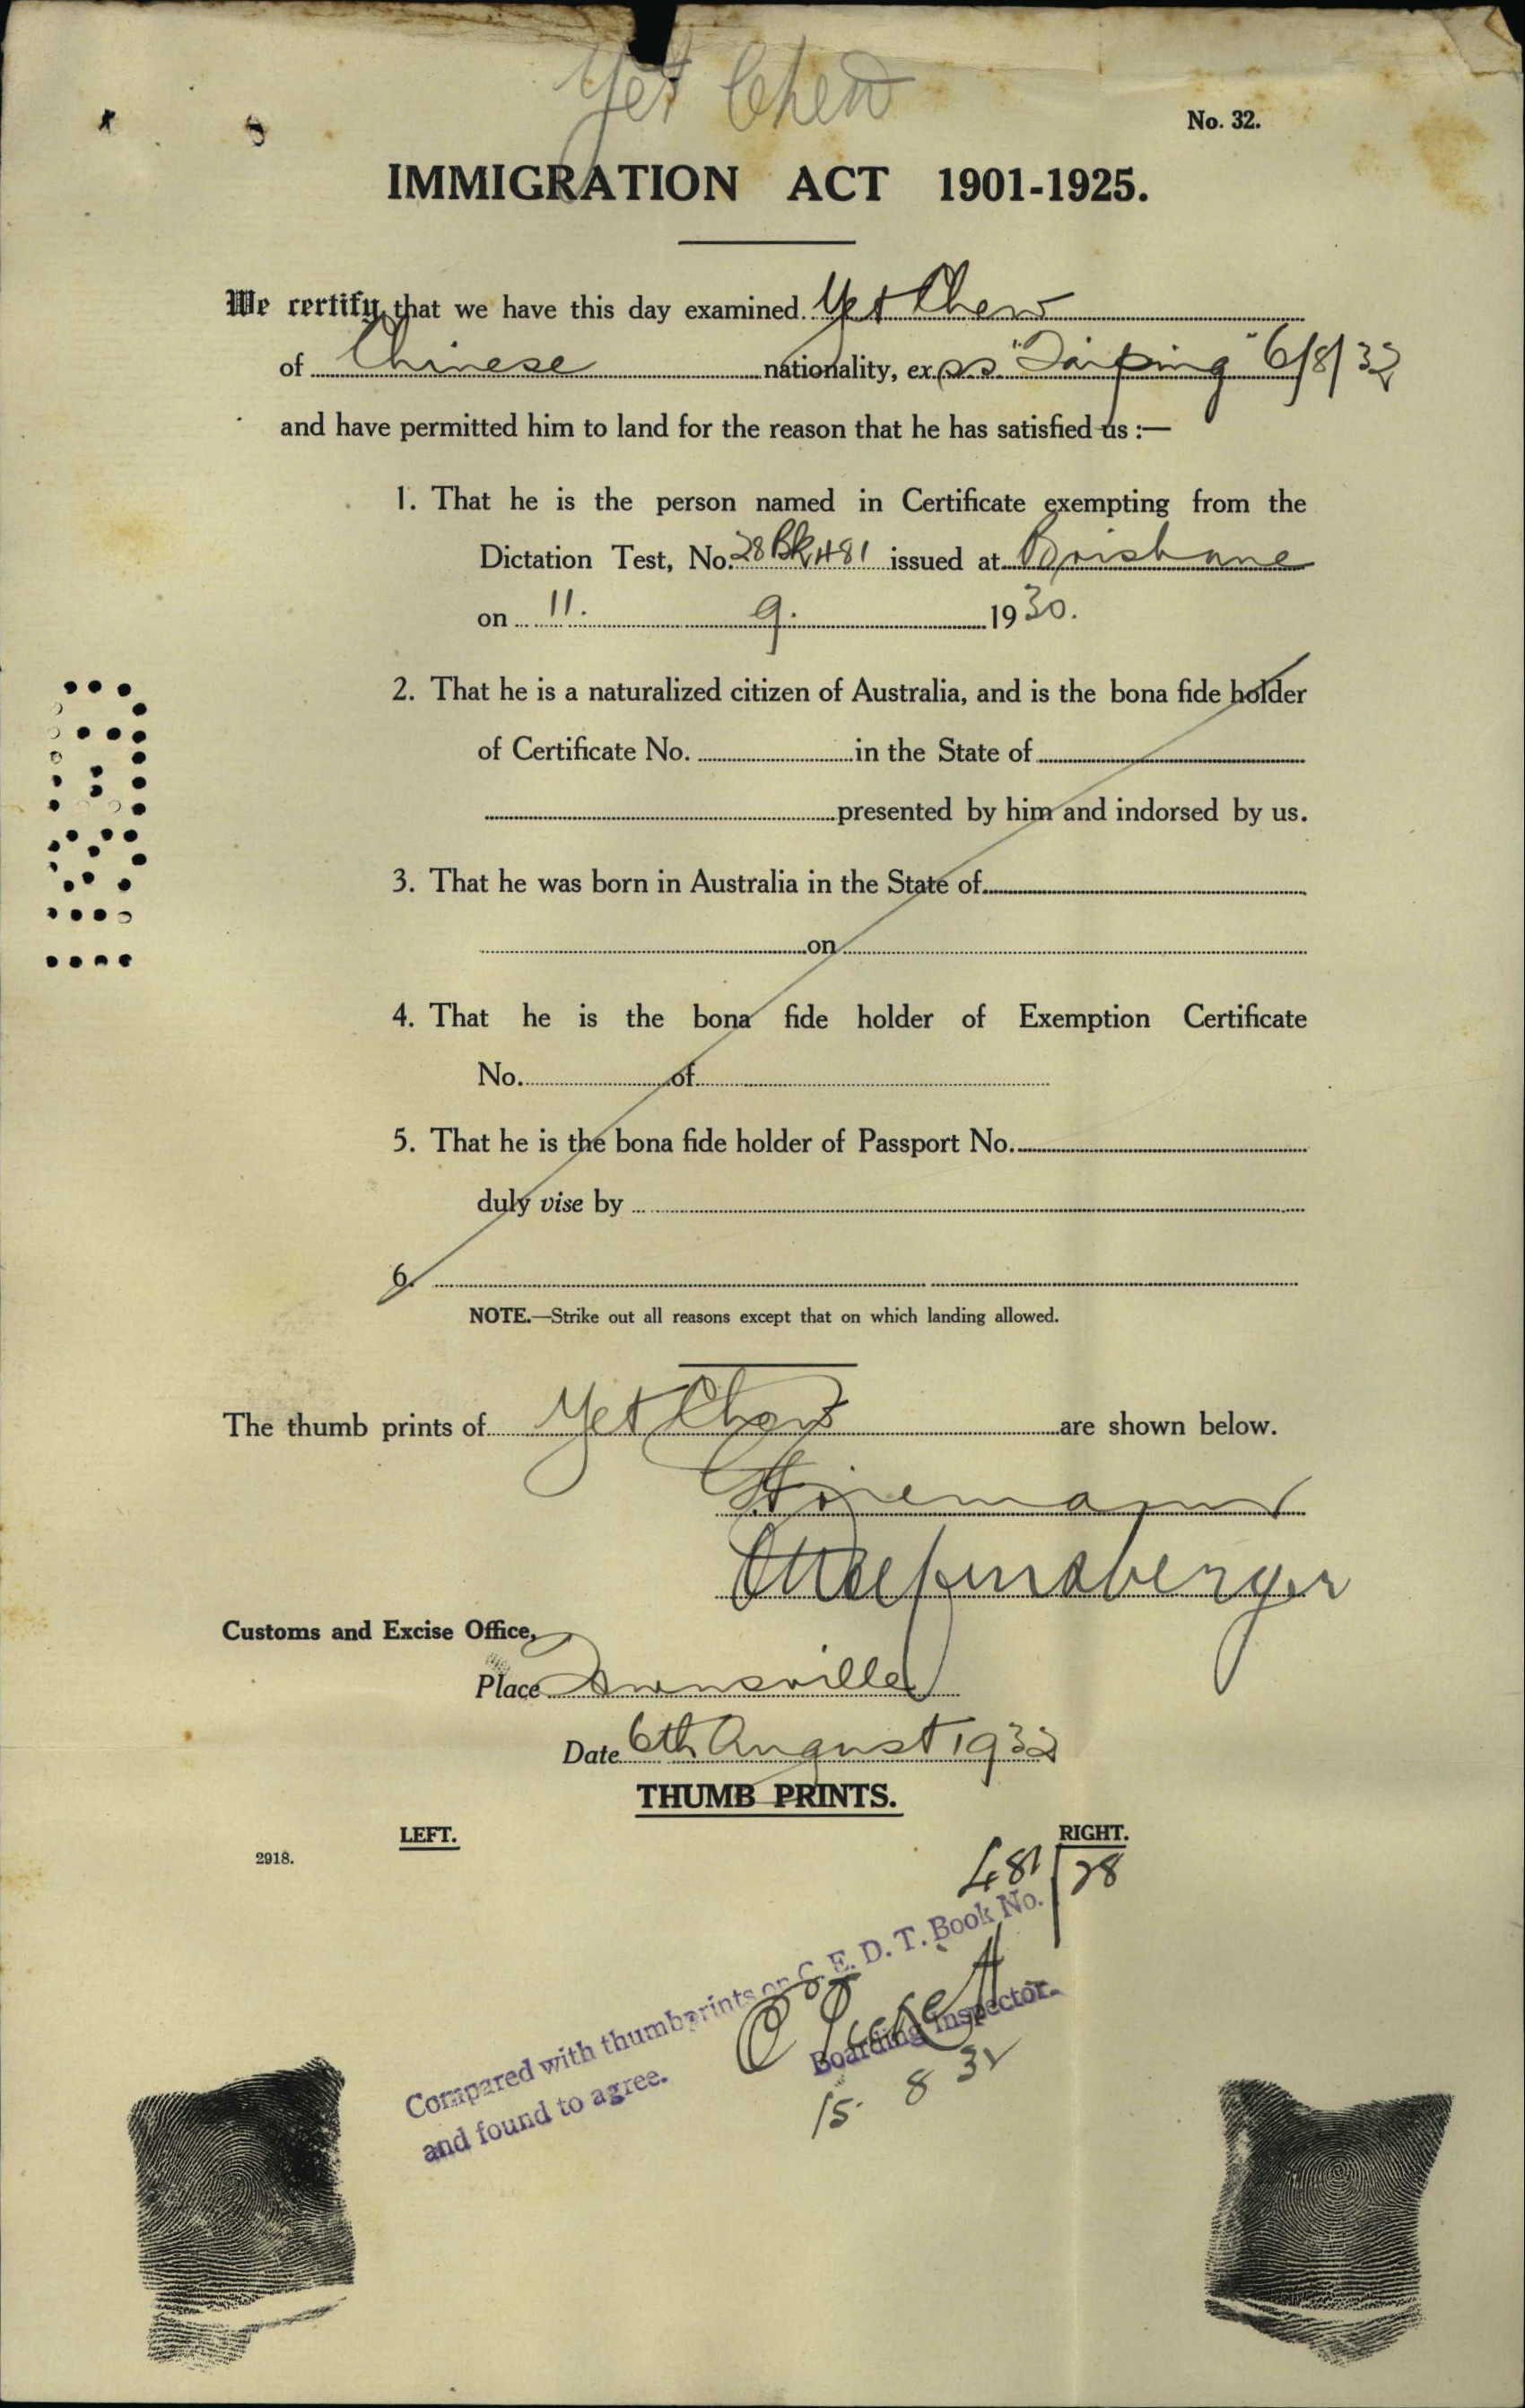 Yet Chew
No. 32.
IMMIGRATION ACT 1901-1925.
We certify that we have this day examined Yet Chew
of Chinese nationality, ex ss "Taiping" 6/8/32
and have permitted him to land for the reason that he has satisfied us :—
1. That he is the person named in Certificate exempting from the
Dictation Test, No. 28 Bk 481 issued at Brisbane
on 11. 9. 1930.
2. That he is a naturalized citizen of Australia, and is the bona fide holder
of Certificate No. in the State of
presented by him and indorsed by us.
3. That he was born in Australia in the State of
on
4. That he is the bona fide holder of Exemption Certificate
No. of
5. That he is the bona fide holder of Passport No.
duly vise by
6.
NOTE.—Strike out all reasons except that on which landing allowed.
The thumb prints of Yet Chew are shown below.
Customs and Excise Office,
Place Townsville
Date 6th August 1932
THUMB PRINTS.
LEFT. RIGHT.
2918.
481/28
Compared with thumbprints on C. E. D. T. Book No.
and found to agree.
Boarding Inspector.
15 8 32